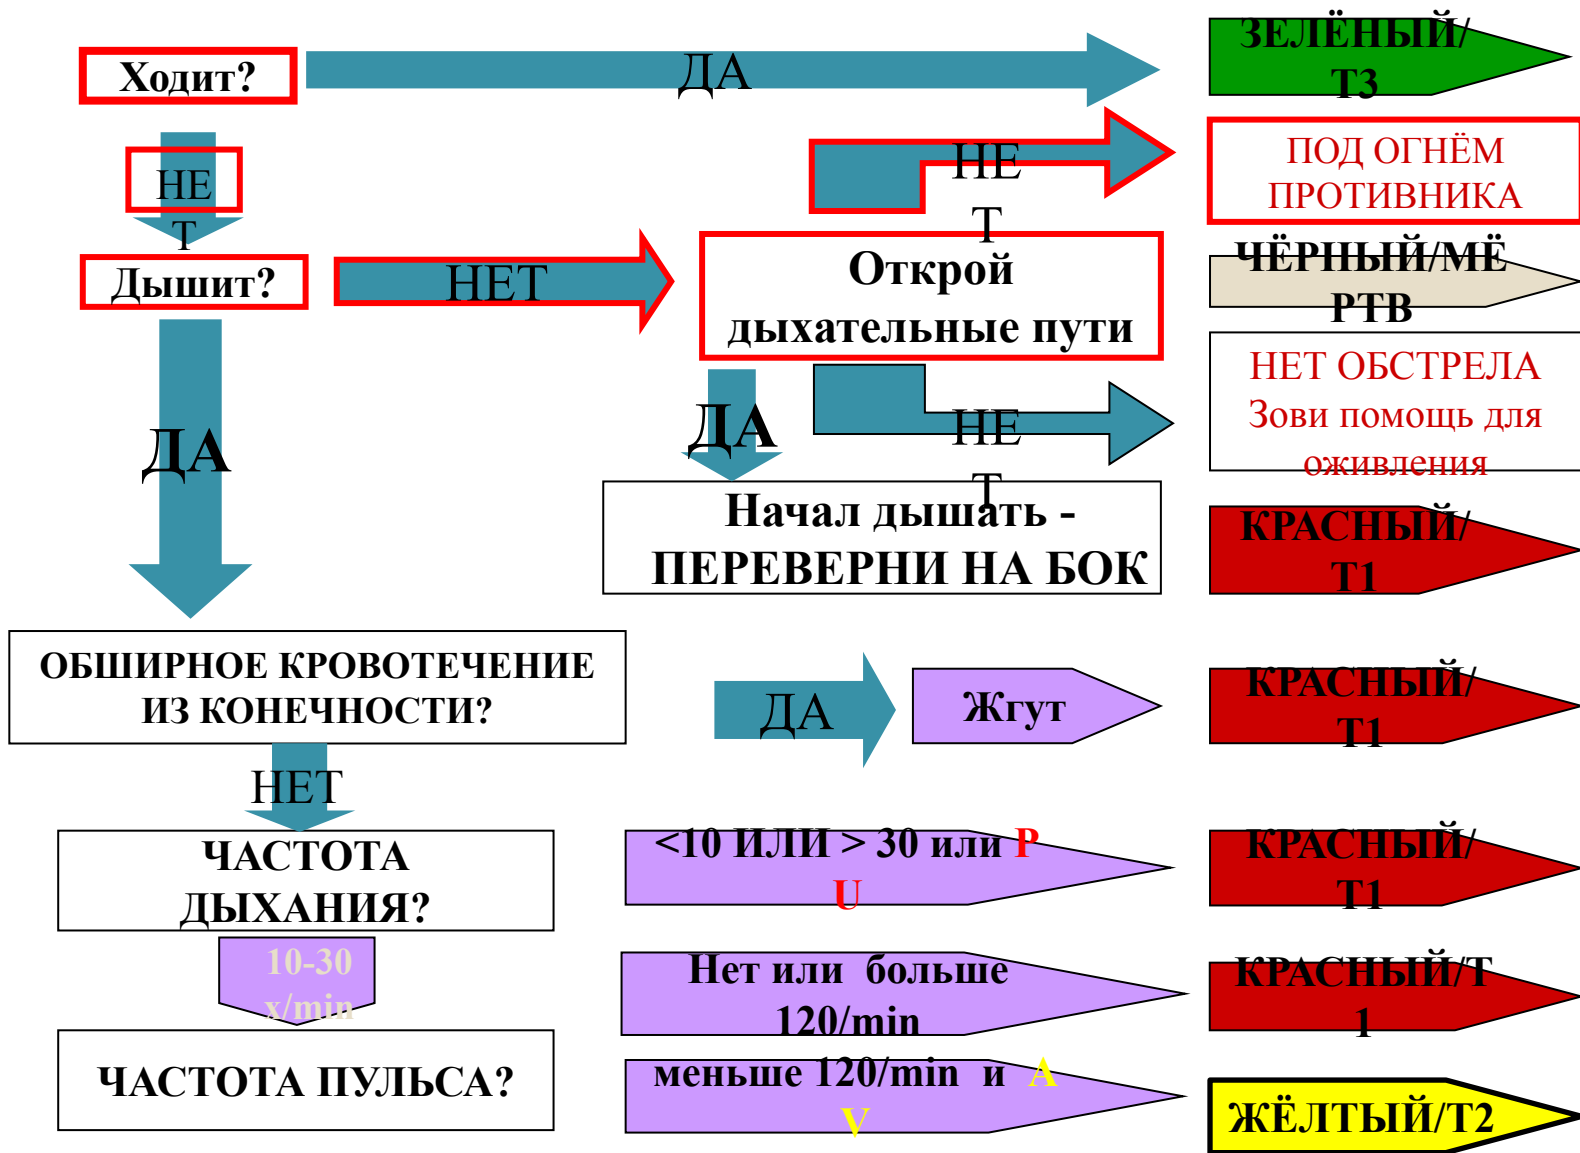 Ходит?
ДА
ЗЕЛЁНЫЙ/
Т3
НЕ
Т
НЕ
Т
ПОД ОГНЁМ
ПРОТИВНИКА
Дышит?
НЕТ
Открой
дыхательные пути
ЧЁРНЫЙ/МЁ
РТВ
ДА
ДА
НЕ
Т
НЕТ ОБСТРЕЛА
Зови помощь для
оживления
Начал дышать -
ПЕРЕВЕРНИ НА БОК
КРАСНЫЙ/
Т1
ОБШИРНОЕ КРОВОТЕЧЕНИЕ
ИЗ КОНЕЧНОСТИ?
ДА
Жгут
КРАСНЫЙ/
Т1
НЕТ
ЧАСТОТА
ДЫХАНИЯ?
<10 ИЛИ > 30 или P
U
КРАСНЫЙ/
Т1
10-30
x/min
Нет или больше
120/min
КРАСНЫЙ/Т
1
ЧАСТОТА ПУЛЬСА?
меньше 120/min и A
V
ЖЁЛТЫЙ/Т2